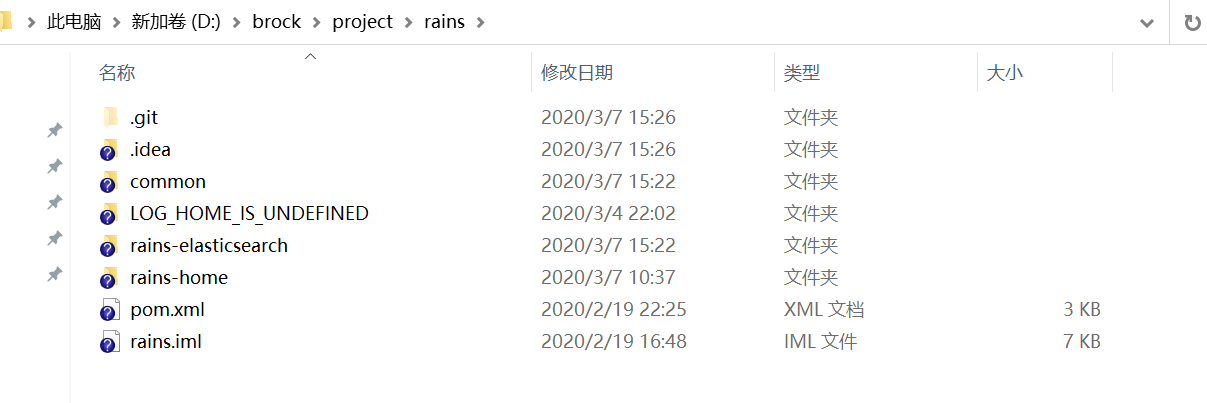 此电脑 > 新加卷 (D:) > brock > project > rains >
名称 修改日期 类型 大小
.git 2020/3/7 15:26 文件夹
.idea 2020/3/7 15:26 文件夹
common 2020/3/7 15:22 文件夹
LOG_HOME_IS_UNDEFINED 2020/3/4 22:02 文件夹
rains-elasticsearch 2020/3/7 15:22 文件夹
rains-home 2020/3/7 10:37 文件夹
pom.xml 2020/2/19 22:25 XML 文档 3 KB
rains.iml 2020/2/19 16:48 IML 文件 7 KB